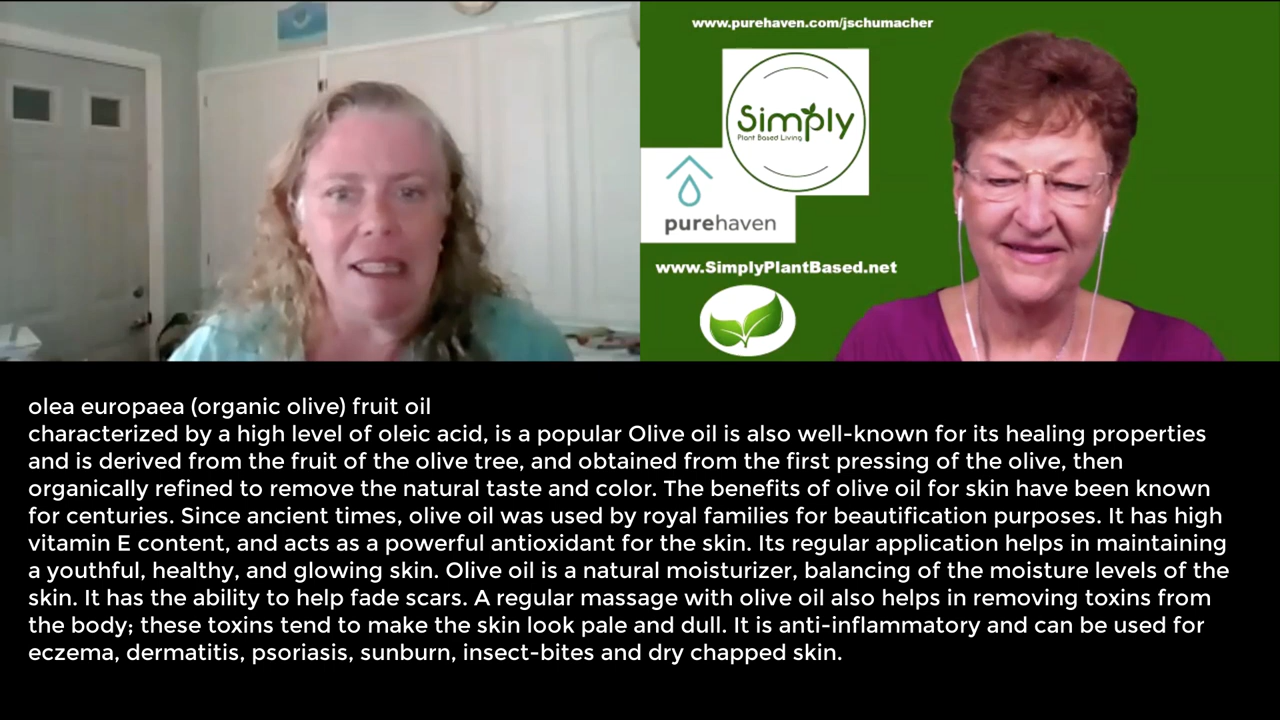 www.purehaven.com/jschumacher
Simply
Plant Based Living
purehaven
www.SimplyPlantBased.net
olea europaea (organic olive) fruit oil
characterized by a high level of oleic acid, is a popular Olive oil is also well-known for its healing properties
and is derived from the fruit of the olive tree, and obtained from the first pressing of the olive, then
organically refined to remove the natural taste and color. The benefits of olive oil for skin have been known
for centuries. Since ancient times, olive oil was used by royal families for beautification purposes. It has high
vitamin E content, and acts as a powerful antioxidant for the skin. Its regular application helps in maintaining
a youthful, healthy, and glowing skin. Olive oil is a natural moisturizer, balancing of the moisture levels of the
skin. It has the ability to help fade scars. A regular massage with olive oil also helps in removing toxins from
the body; these toxins tend to make the skin look pale and dull. It is anti-inflammatory and can be used for
eczema, dermatitis, psoriasis, sunburn, insect-bites and dry chapped skin.